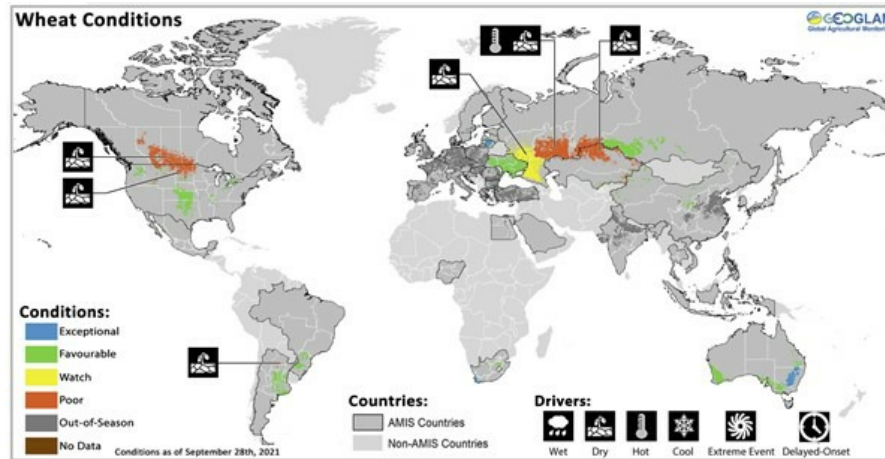 Wheat Conditions
GEOGLAM
Global Agricultural Monitori
Conditions:
Exceptional
Favourable
Watch
Poor
Out-of-Season
No Data
Conditions as of September 28th, 2021
Countries:
AMIS Countries
Non-AMIS Countries
Drivers:
Wet
Dry
Hot
Cool
Extreme Event
Delayed-Onset